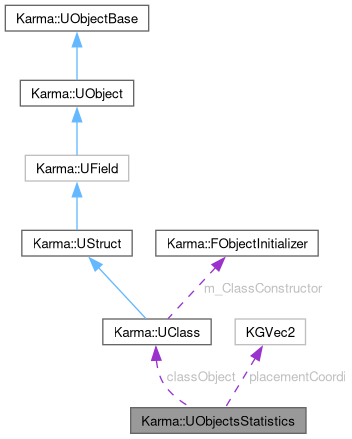 Karma::UObjectBase
Karma::UObject
Karma::UField
Karma::UStruct
Karma::FObjectInitializer
m_ClassConstructor
Karma::UClass
KGVec2
classObject
placementCoordi
Karma::UObjectsStatistics